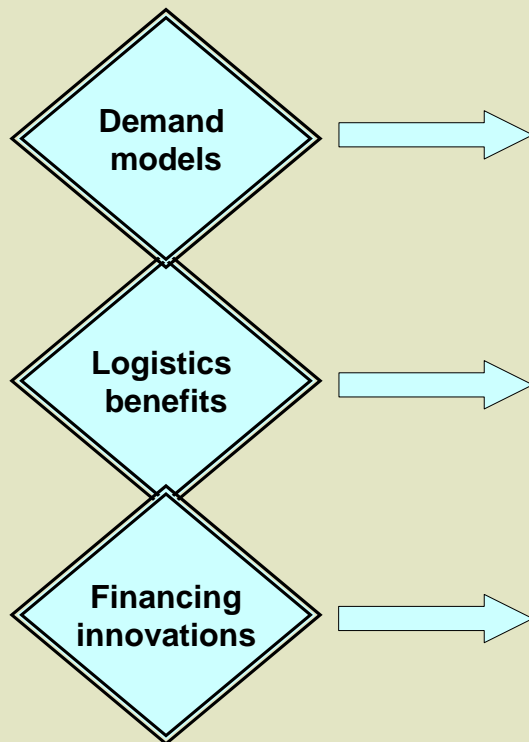 Demand
models
Logistics
benefits
Financing
innovations